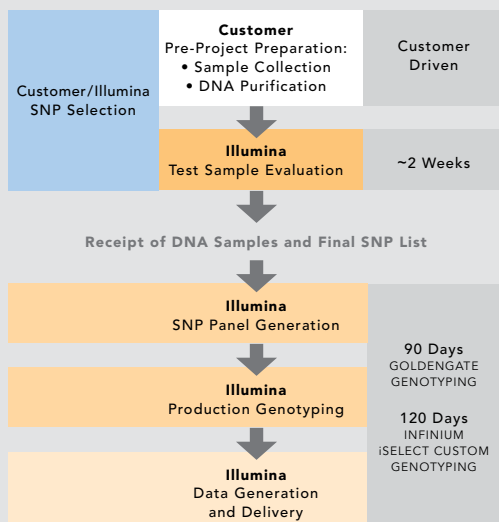 Customer/Illumina
SNP Selection
Customer
Pre-Project Preparation:
• Sample Collection
• DNA Purification
Customer
Driven
Illumina
Test Sample Evaluation
~2 Weeks
Receipt of DNA Samples and Final SNP List
Illumina
SNP Panel Generation
Illumina
Production Genotyping
Illumina
Data Generation
and Delivery
90 Days
GOLDENGATE
GENOTYPING
120 Days
INFINIUM
iSELECT CUSTOM
GENOTYPING